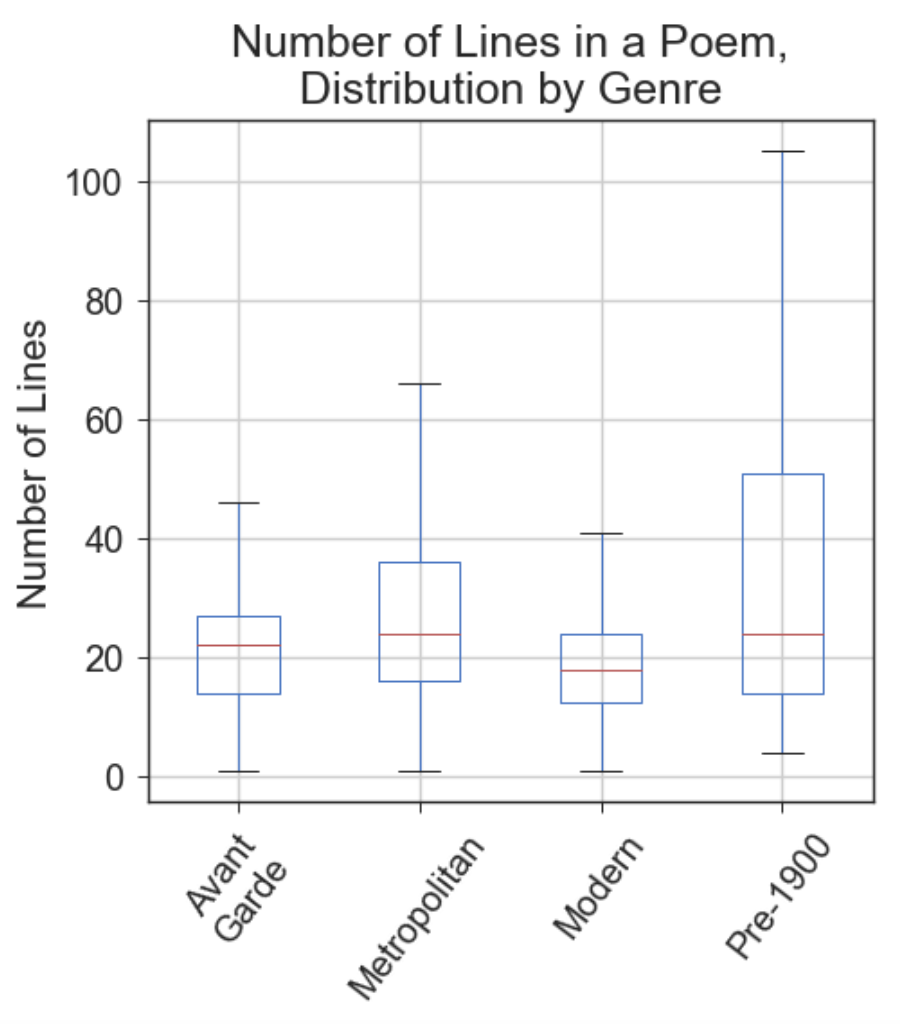 Number of Lines in a Poem,
Distribution by Genre
Number of Lines
100
80
60
40
20
0
Avant
Garde
Metropolitan
Modern
Pre-1900